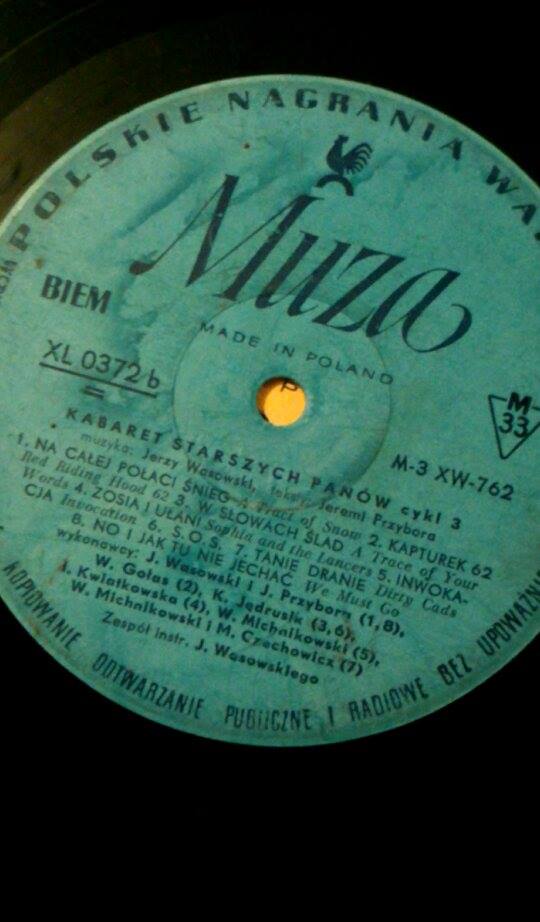 POLSKIE NAGRANIA
Muza
BIEM
MADE IN POLAND
XL 0372 b
=
P
M-
33
M-3 XW-762
KABARET STARSZYCH PANÓW cykl 3
muzyka: Jerzy Wasowski, teksty: Jeremi Przybora
1. NA CAŁEJ POŁACI ŚNIEG of Snow 2. KAPTUREK 62
Red Riding Hood 62 3. W SŁOWACH ŚLAD A Trace of Your
Words 4. ZOSIA I UŁANI Sophia and the Lancers 5. INWOKA-
CJA Invocation 6. S.O.S. 7. TANIE DRANIE Dirty Cads
8. NO I JAK TU NIE JECHAĆ We Must Go
wykonawcy: J. Wasowski i J. Przybora (1,8),
W. Gołas (2), K. Jędrusik (3,6),
I. Kwiatkowska (4), W. Michnikowski (5),
W. Michnikowski i M. Czechowicz (7)
Zespół instr. J. Wasowskiego
KOPIOWANIE ODTWARZANIE PUBLICZNE I RADIOWE BEZ